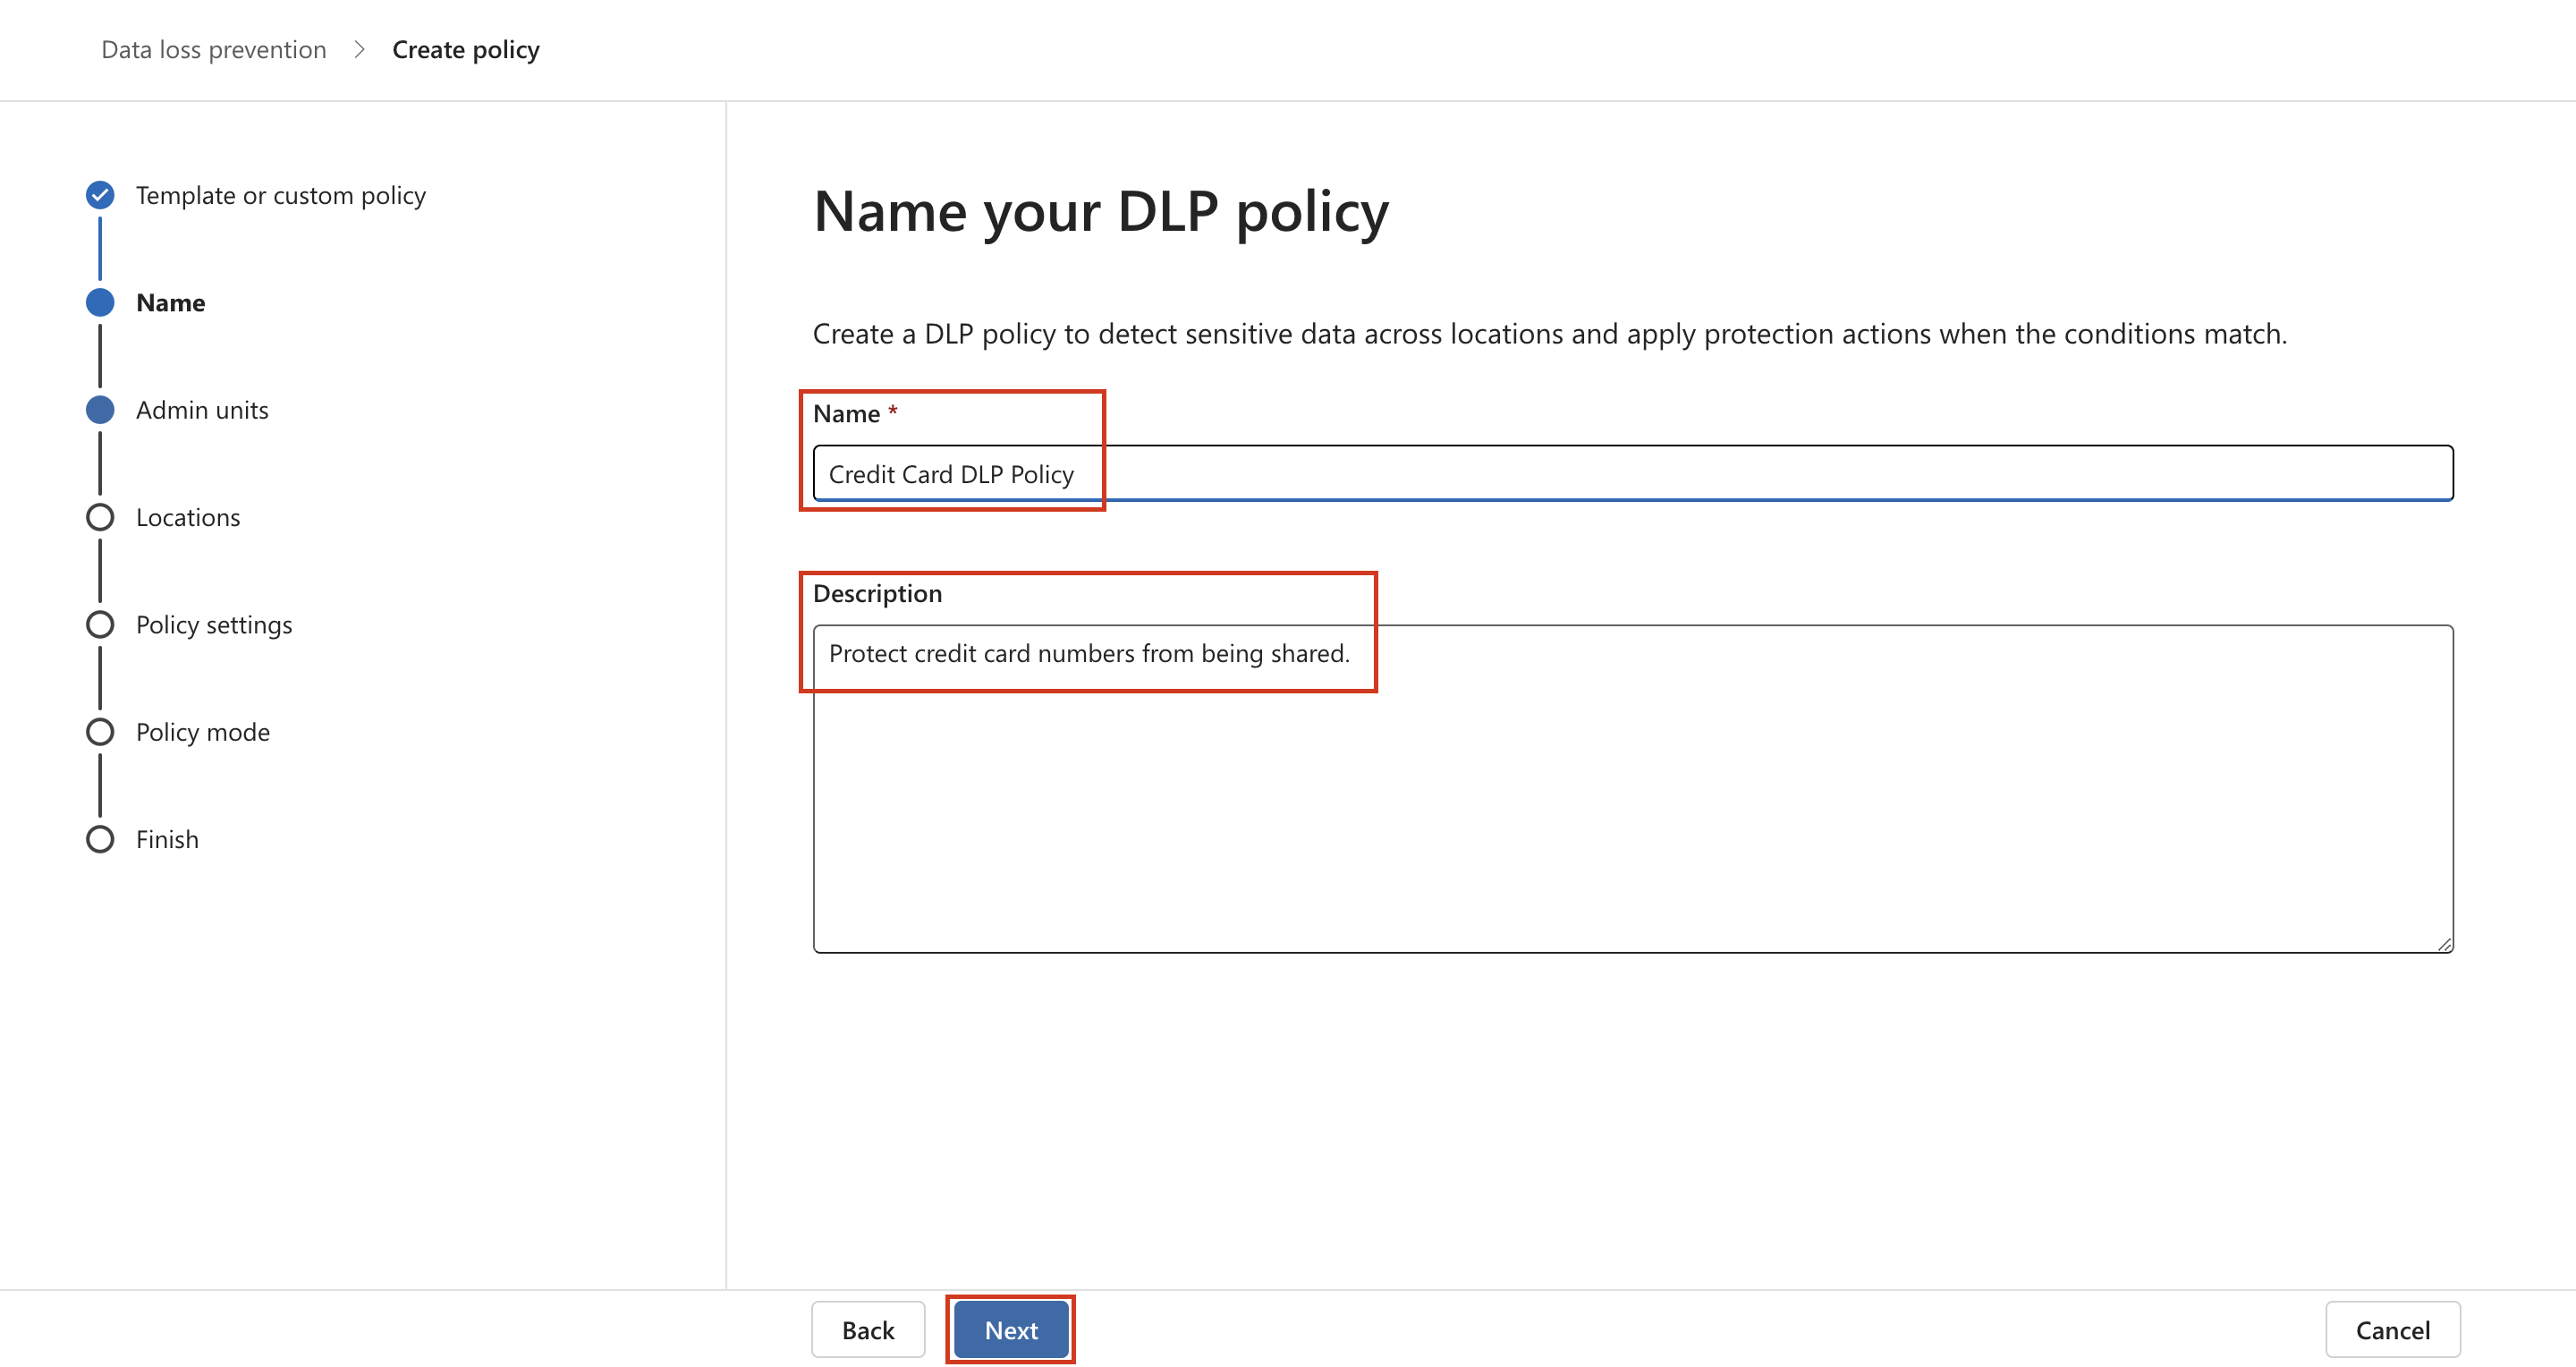 Data loss prevention > Create policy
Template or custom policy
Name
Admin units
Locations
Policy settings
Policy mode
Finish
Name your DLP policy
Create a DLP policy to detect sensitive data across locations and apply protection actions when the conditions match.
Name *
Credit Card DLP Policy
Description
Protect credit card numbers from being shared.
Back
Next
Cancel